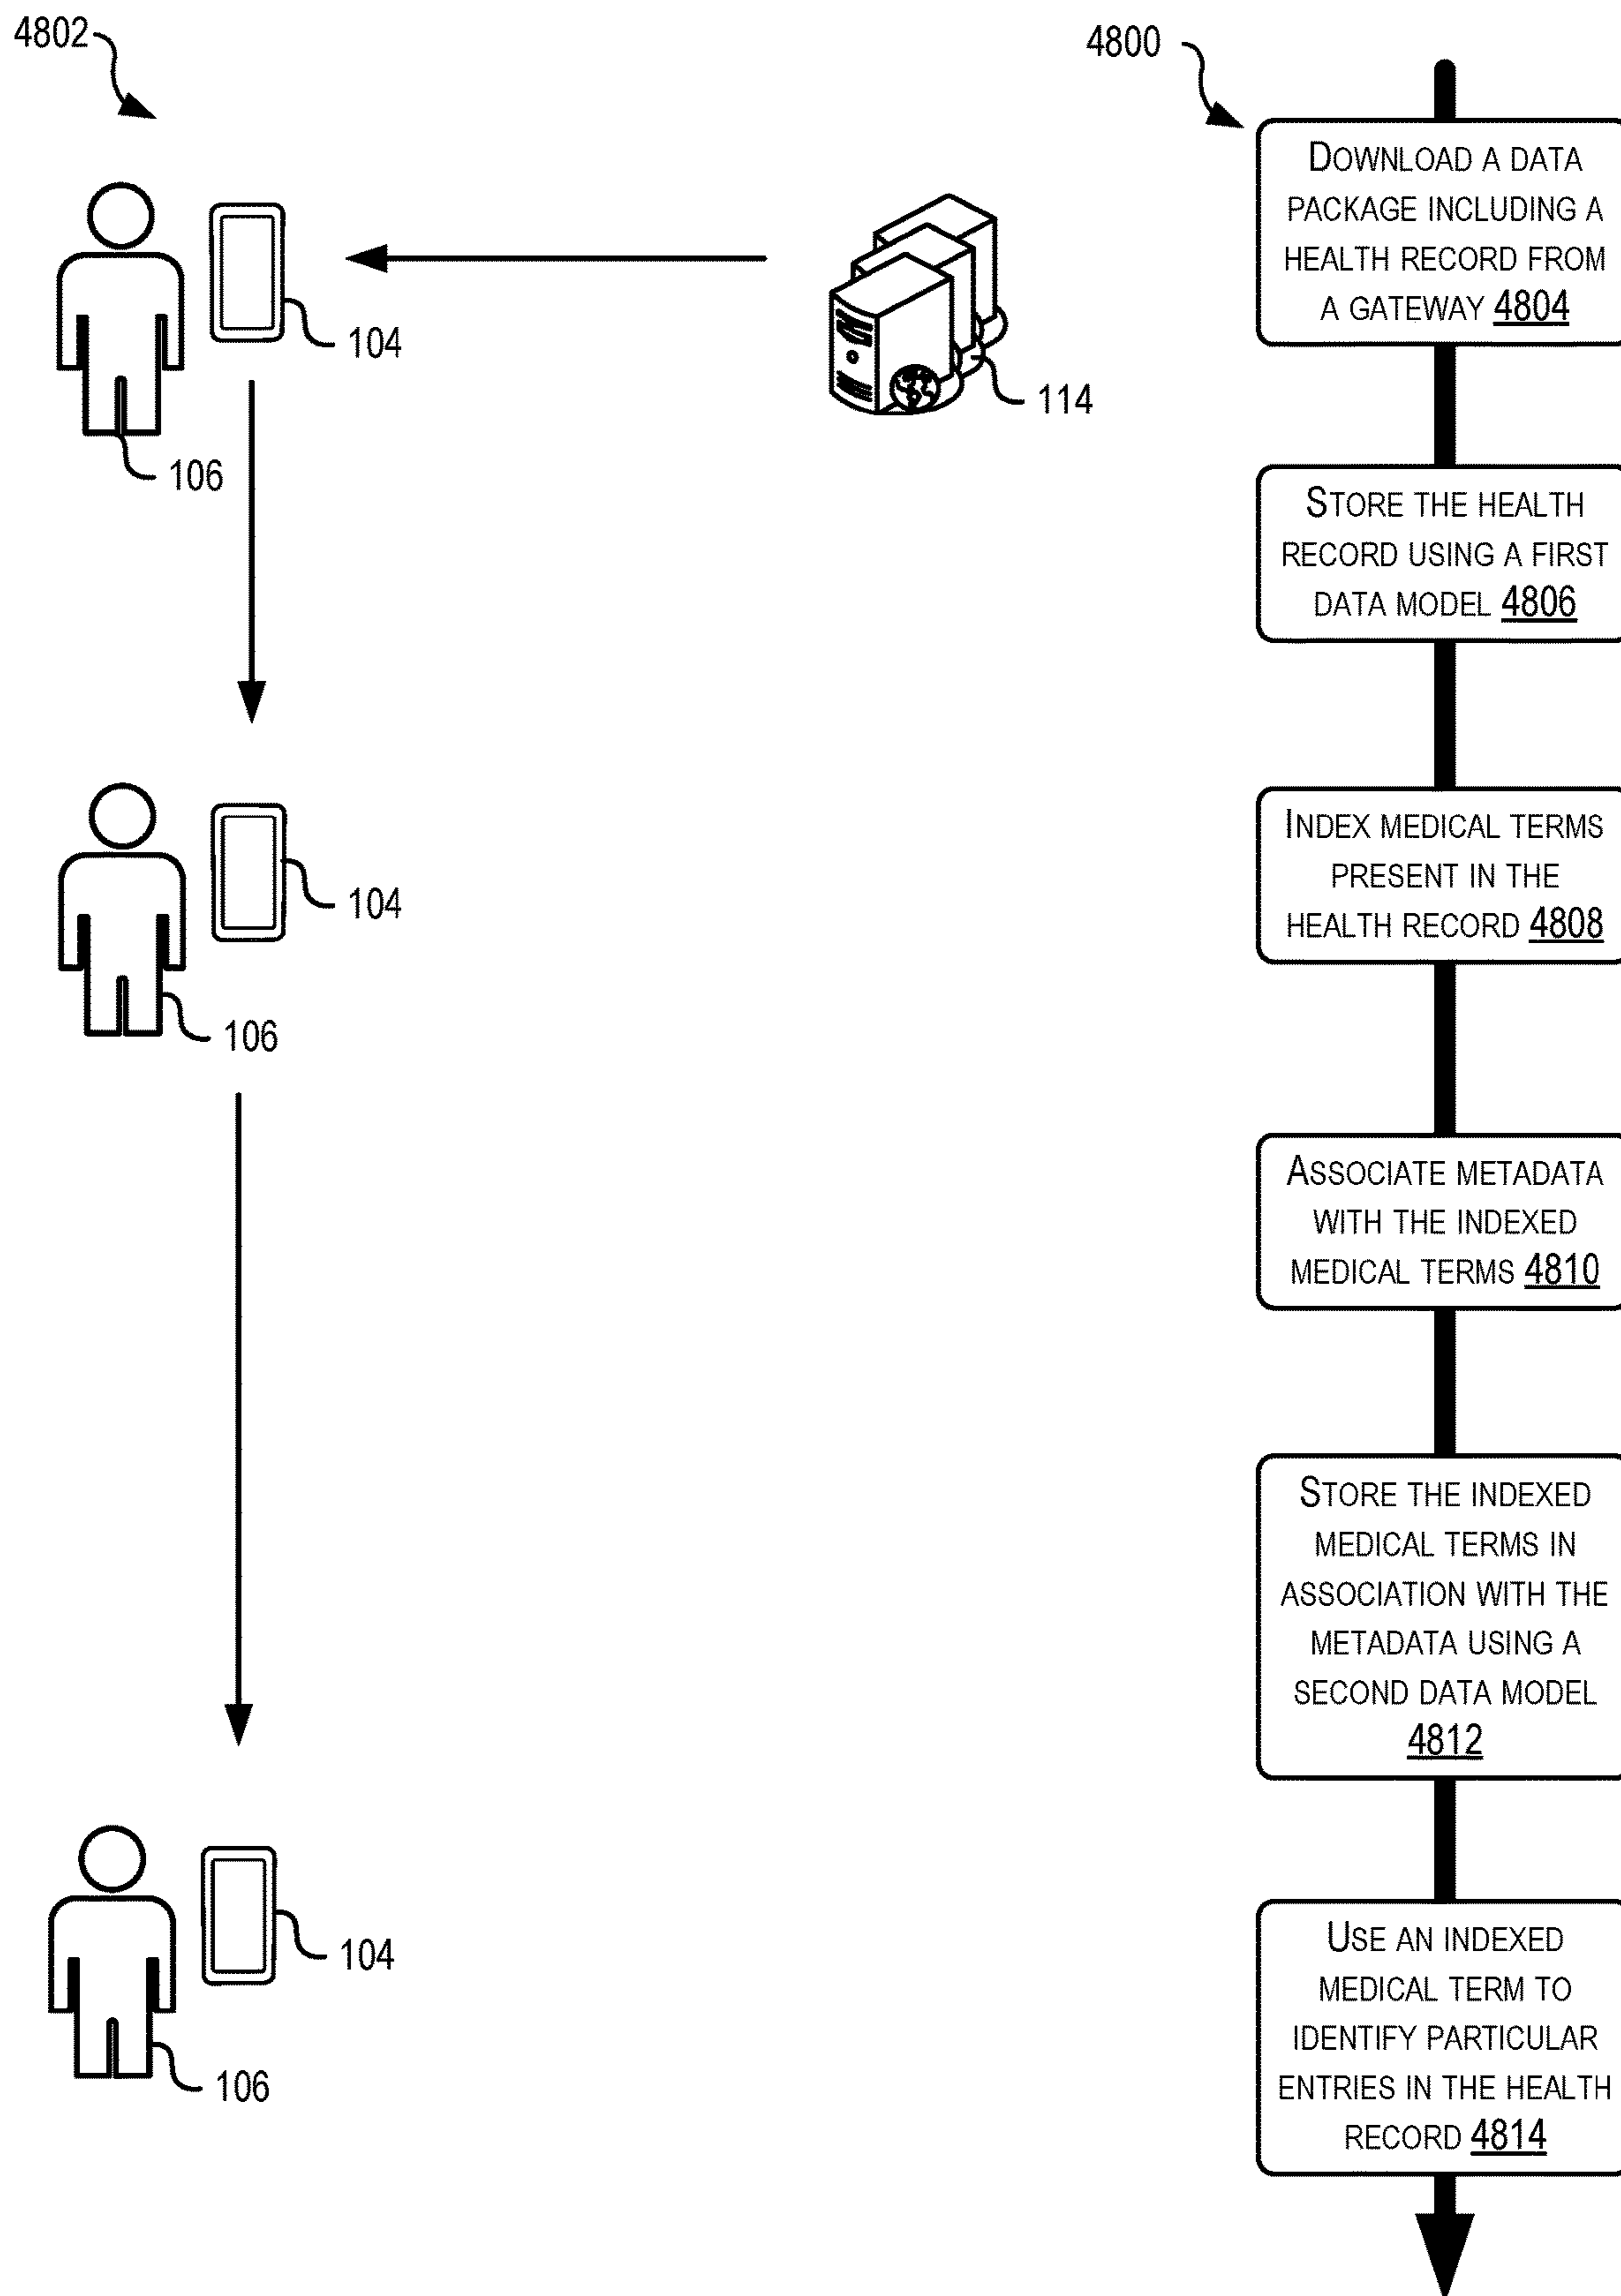 4802
4800
104
106
114
DOWNLOAD A DATA
PACKAGE INCLUDING A
HEALTH RECORD FROM
A GATEWAY 4804
STORE THE HEALTH
RECORD USING A FIRST
DATA MODEL 4806
104
106
INDEX MEDICAL TERMS
PRESENT IN THE
HEALTH RECORD 4808
ASSOCIATE METADATA
WITH THE INDEXED
MEDICAL TERMS 4810
STORE THE INDEXED
MEDICAL TERMS IN
ASSOCIATION WITH THE
METADATA USING A
SECOND DATA MODEL
4812
104
106
USE AN INDEXED
MEDICAL TERM TO
IDENTIFY PARTICULAR
ENTRIES IN THE HEALTH
RECORD 4814